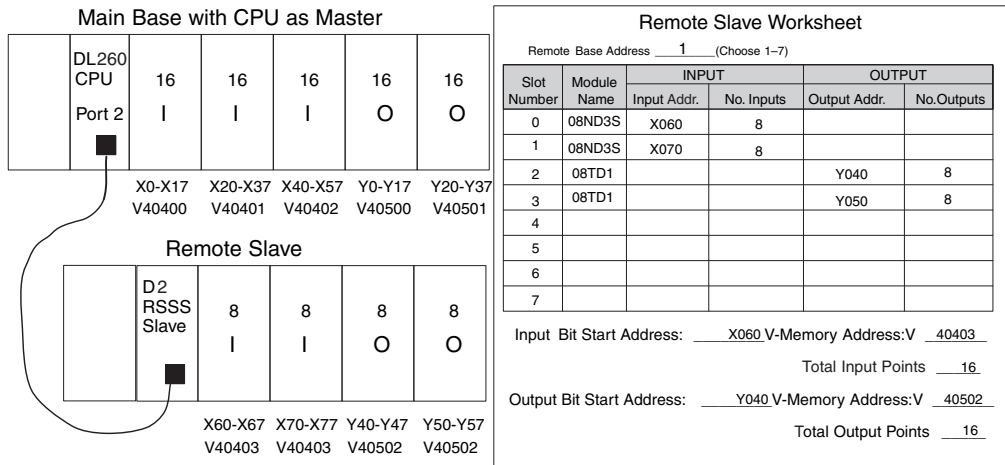 Main Base with CPU as Master
DL260
CPU
Port 2
16 16 16 16 16
I I I O O
X0-X17 X20-X37 X40-X57 Y0-Y17 Y20-Y37
V40400 V40401 V40402 V40500 V40501
Remote Slave
D2
RSSS
Slave
8 8 8 8
I I O O
X60-X67 X70-X77 Y40-Y47 Y50-Y57
V40403 V40403 V40502 V40502
Remote Slave Worksheet
Remote Base Address 1 (Choose 1–7)
Slot Number Module Name INPUT OUTPUT
Input Addr. No. Inputs Output Addr. No.Outputs
0 08ND3S X060 8
1 08ND3S X070 8
2 08TD1 Y040 8
3 08TD1 Y050 8
4
5
6
7
Input Bit Start Address: X060 V-Memory Address:V 40403
Total Input Points 16
Output Bit Start Address: Y040 V-Memory Address:V 40502
Total Output Points 16